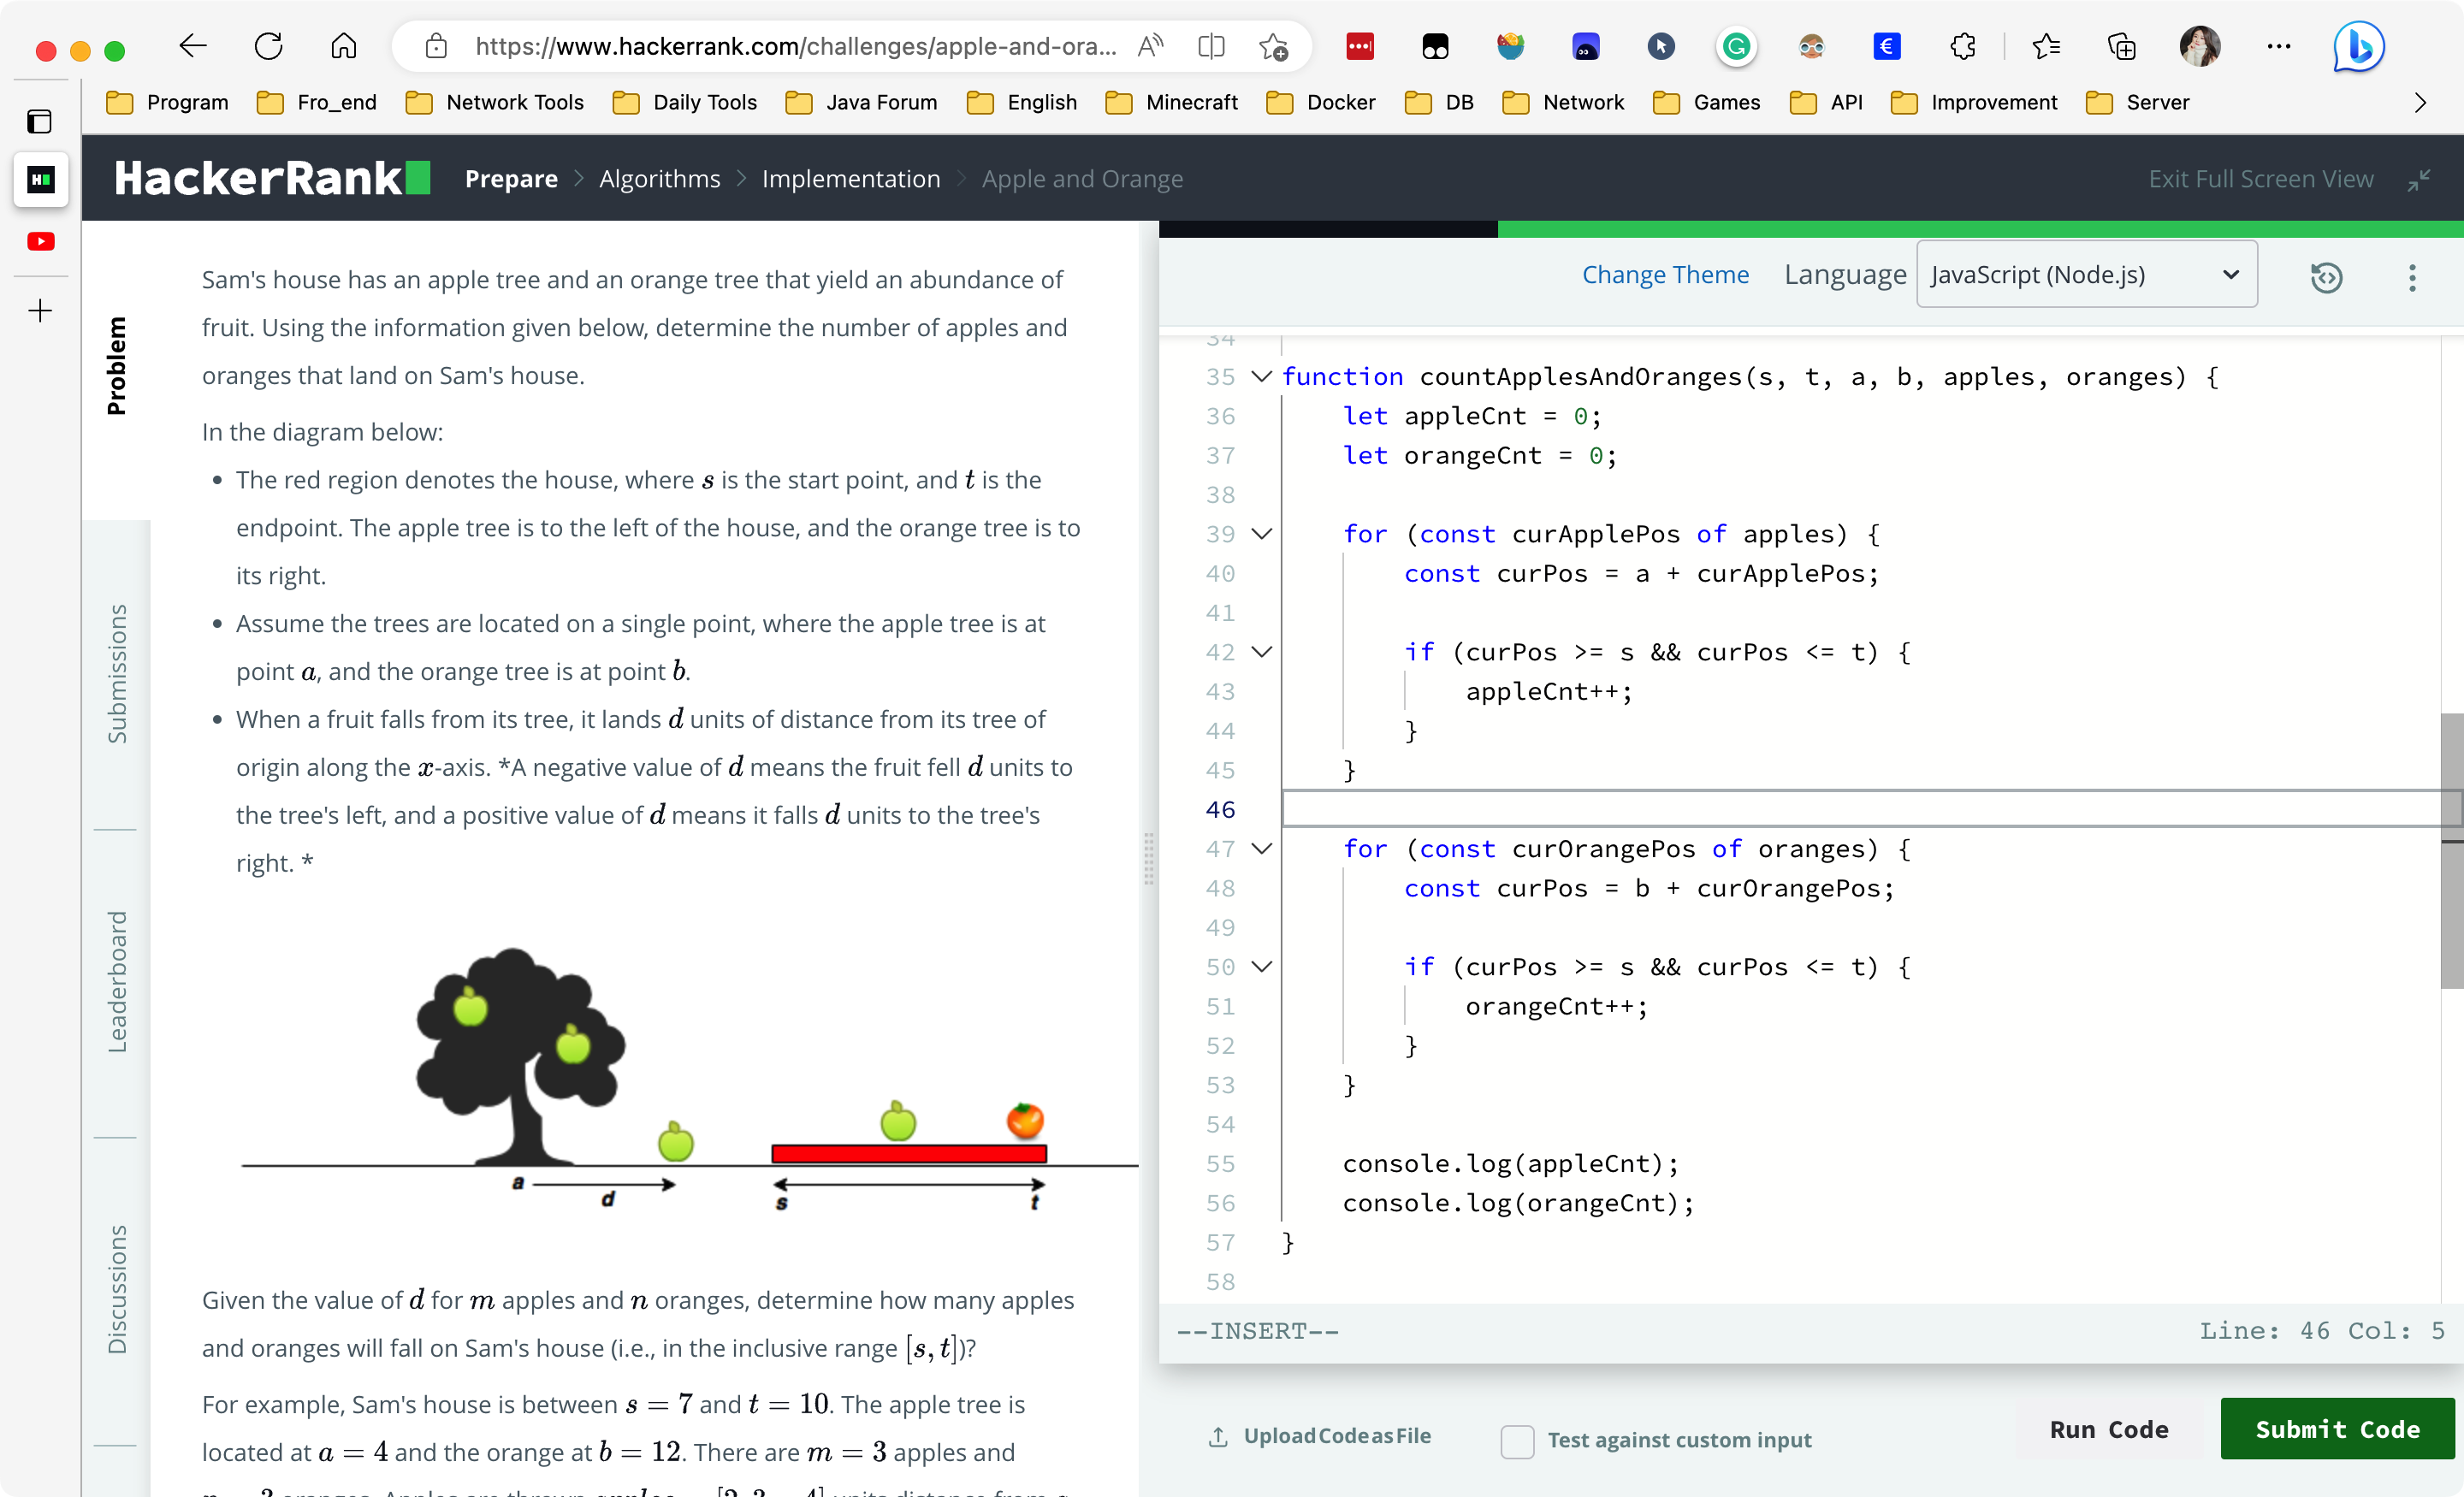 https://www.hackerrank.com/challenges/apple-and-ora...
Program Fro_end Network Tools Daily Tools Java Forum English Minecraft Docker DB Network Games API Improvement Server
HackerRank Prepare > Algorithms > Implementation > Apple and Orange Exit Full Screen View
Problem
Submissions
Leaderboard
Discussions
Sam's house has an apple tree and an orange tree that yield an abundance of
fruit. Using the information given below, determine the number of apples and
oranges that land on Sam's house.
In the diagram below:
• The red region denotes the house, where s is the start point, and t is the
endpoint. The apple tree is to the left of the house, and the orange tree is to
its right.
• Assume the trees are located on a single point, where the apple tree is at
point a, and the orange tree is at point b.
• When a fruit falls from its tree, it lands d units of distance from its tree of
origin along the x-axis. *A negative value of d means the fruit fell d units to
the tree's left, and a positive value of d means it falls d units to the tree's
right. *
a d s t
Given the value of d for m apples and n oranges, determine how many apples
and oranges will fall on Sam's house (i.e., in the inclusive range [s, t])?
For example, Sam's house is between s = 7 and t = 10. The apple tree is
located at a = 4 and the orange at b = 12. There are m = 3 apples and
Change Theme Language JavaScript (Node.js)
34
35 function countApplesAndOranges(s, t, a, b, apples, oranges) {
36 let appleCnt = 0;
37 let orangeCnt = 0;
38
39 for (const curApplePos of apples) {
40 const curPos = a + curApplePos;
41
42 if (curPos >= s && curPos <= t) {
43 appleCnt++;
44 }
45 }
46
47 for (const curOrangePos of oranges) {
48 const curPos = b + curOrangePos;
49
50 if (curPos >= s && curPos <= t) {
51 orangeCnt++;
52 }
53 }
54
55 console.log(appleCnt);
56 console.log(orangeCnt);
57 }
58
--INSERT-- Line: 46 Col: 5
Upload Code as File Test against custom input Run Code Submit Code